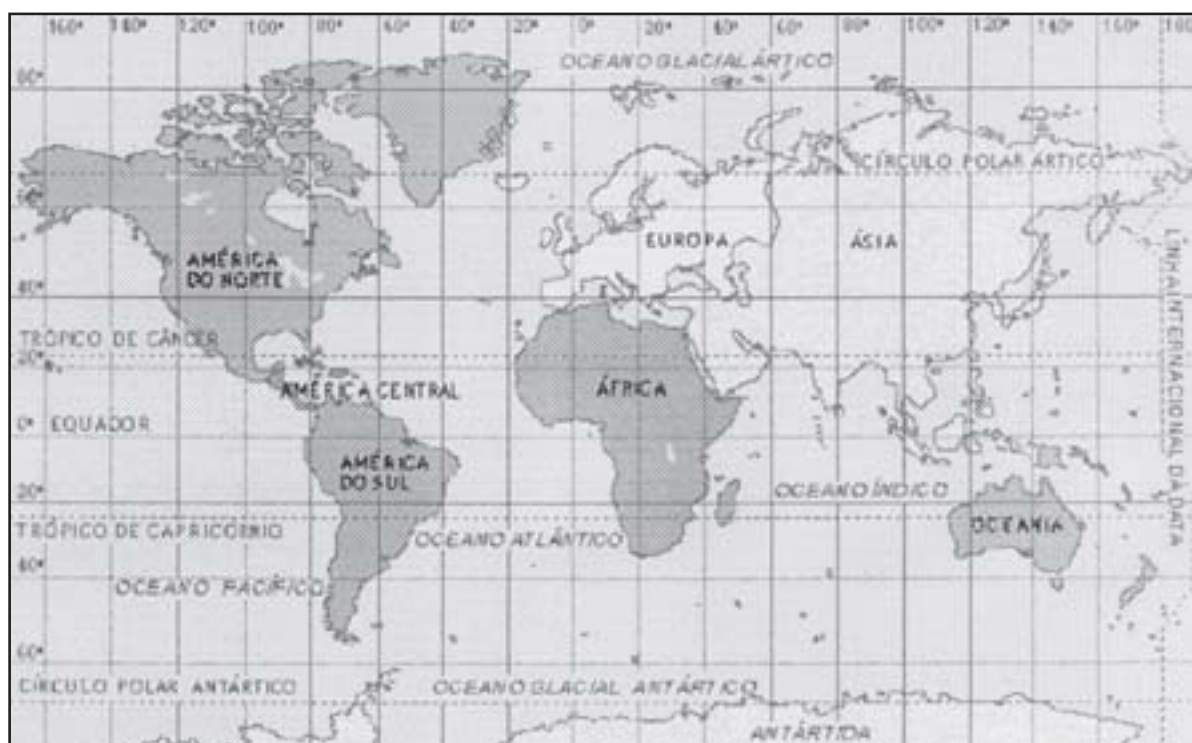 160° 140° 120° 100° 80° 60° 40° 20° 0° 20° 40° 60° 80° 100° 120° 140° 160° 180°
OCEANO GLACIAL ÁRTICO
80°
CÍRCULO POLAR ÁRTICO
EUROPA
ÁSIA
AMÉRICA
DO NORTE
40°
TRÓPICO DE CÂNCER
20°
AMÉRICA CENTRAL
ÁFRICA
EQUADOR
0°
AMÉRICA
DO SUL
OCEANO ÍNDICO
20°
TRÓPICO DE CAPRICÓRNIO
OCEANO ATLÂNTICO
OCEANIA
LINHA INTERNACIONAL DA DATA
40°
OCEANO PACÍFICO
60°
CÍRCULO POLAR ANTÁRTICO
OCEANO GLACIAL ANTÁRTICO
ANTÁRTIDA